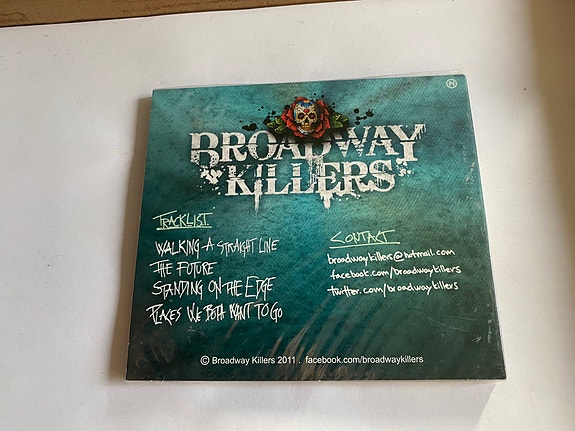 BROADWAY
KILLERS
TRACKLIST
WALKING A STRAIGHT LINE
THE FUTURE
STANDING ON THE EDGE
PLACES WE BOTH WANT TO GO
CONTACT
broadwaykillers@hotmail.com
facebook.com/broadwaykillers
twitter.com/broadwaykillers
© Broadway Killers 2011 . facebook.com/broadwaykillers